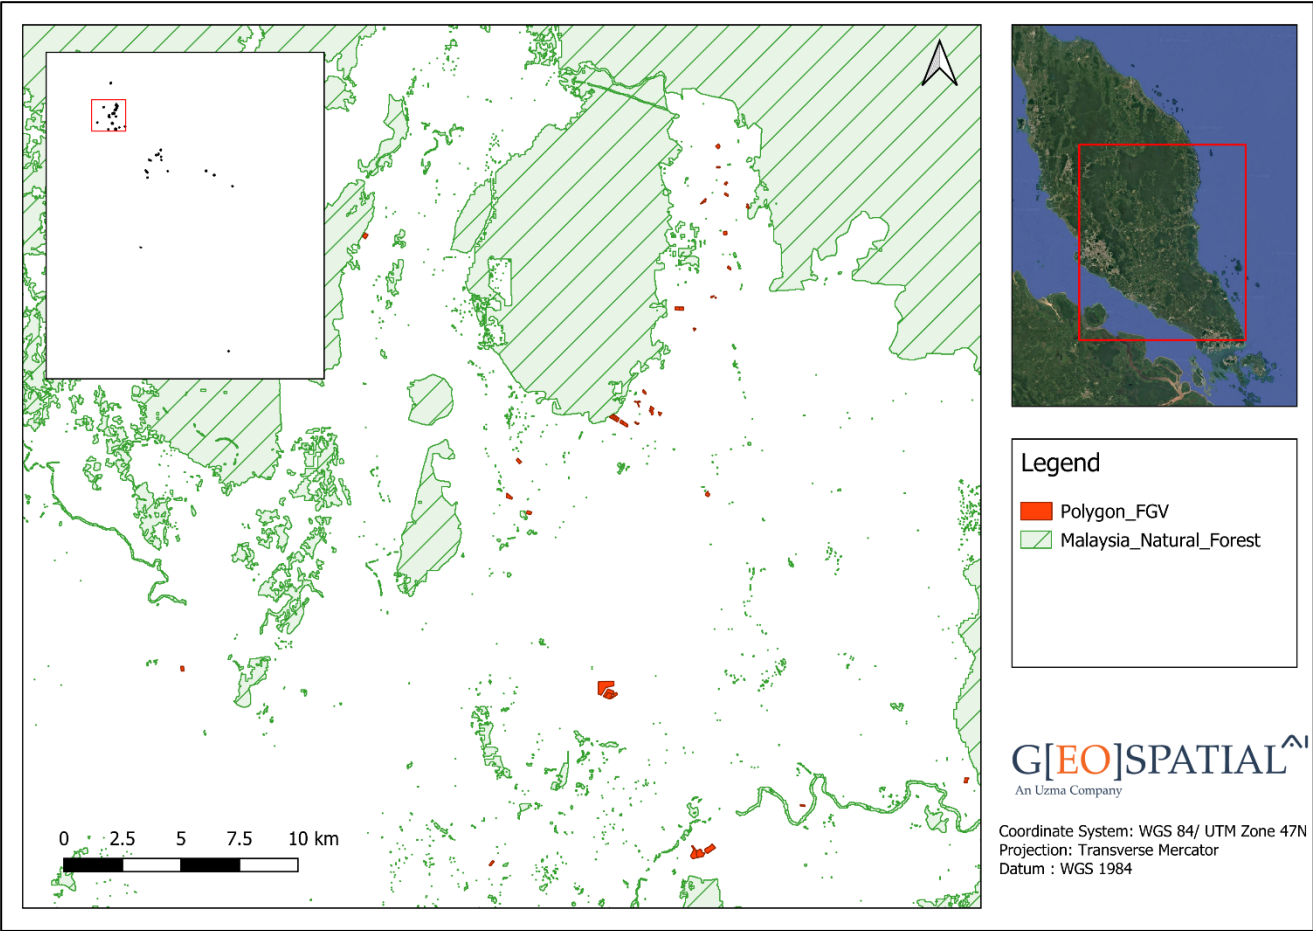 0 2.5 5 7.5 10 km
Legend
Polygon_FGV
Malaysia_Natural_Forest
G[EO]SPATIAL^AI
An Uzma Company
Coordinate System: WGS 84/ UTM Zone 47N
Projection: Transverse Mercator
Datum : WGS 1984